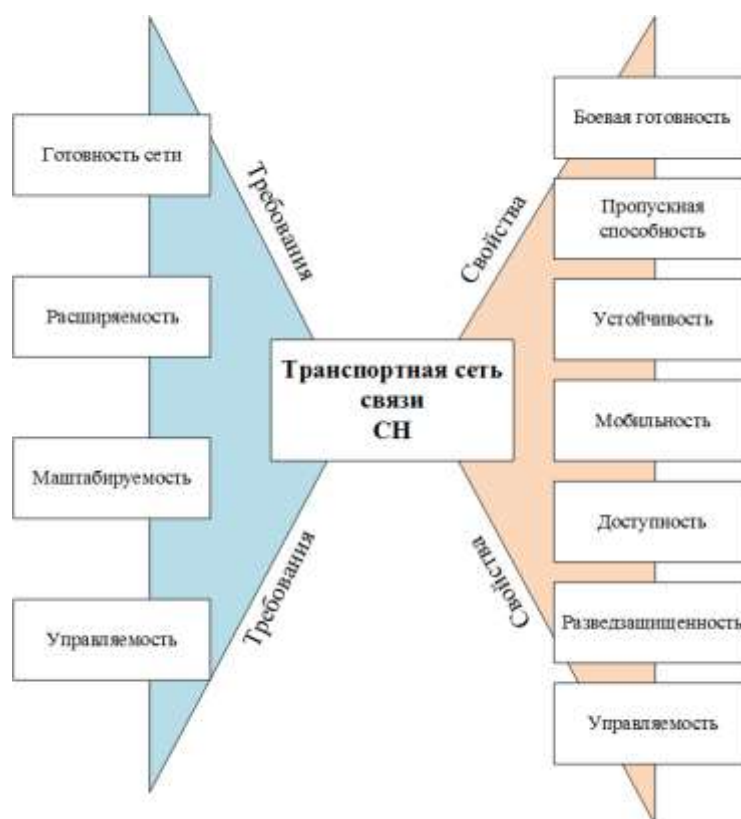 Готовность сети
Расширяемость
Маштабируемость
Управляемость
Требования
Требования
Транспортная сеть
связи
СН
Свойства
Свойства
Боевая готовность
Пропускная
способность
Устойчивость
Мобильность
Доступность
Разведзащищенность
Управляемость